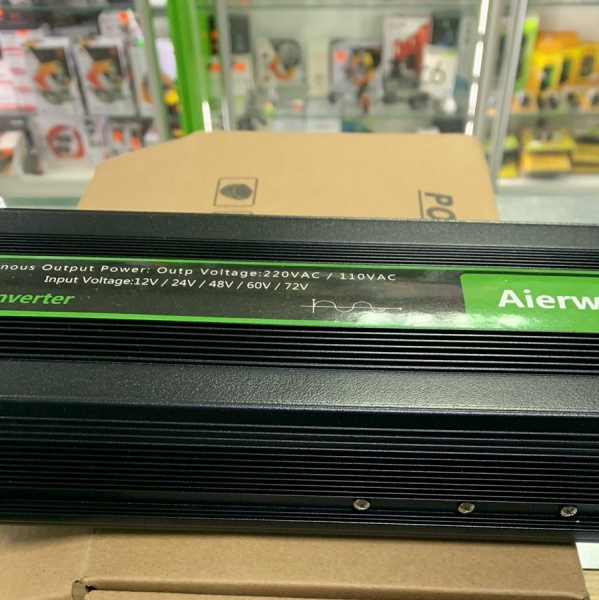 nous Output Power: Outp Voltage:220VAC / 110VAC
Input Voltage:12V / 24V / 48V / 60V / 72V
nverter
Aierw
PO